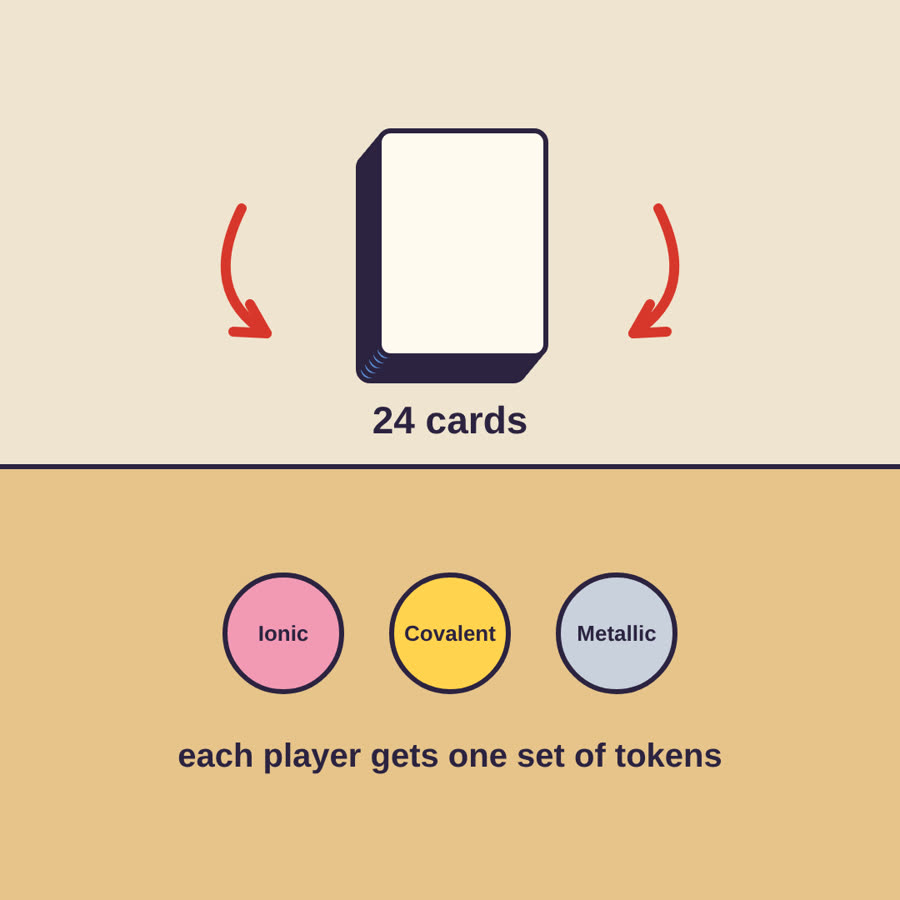 24 cards
Ionic
Covalent
Metallic
each player gets one set of tokens